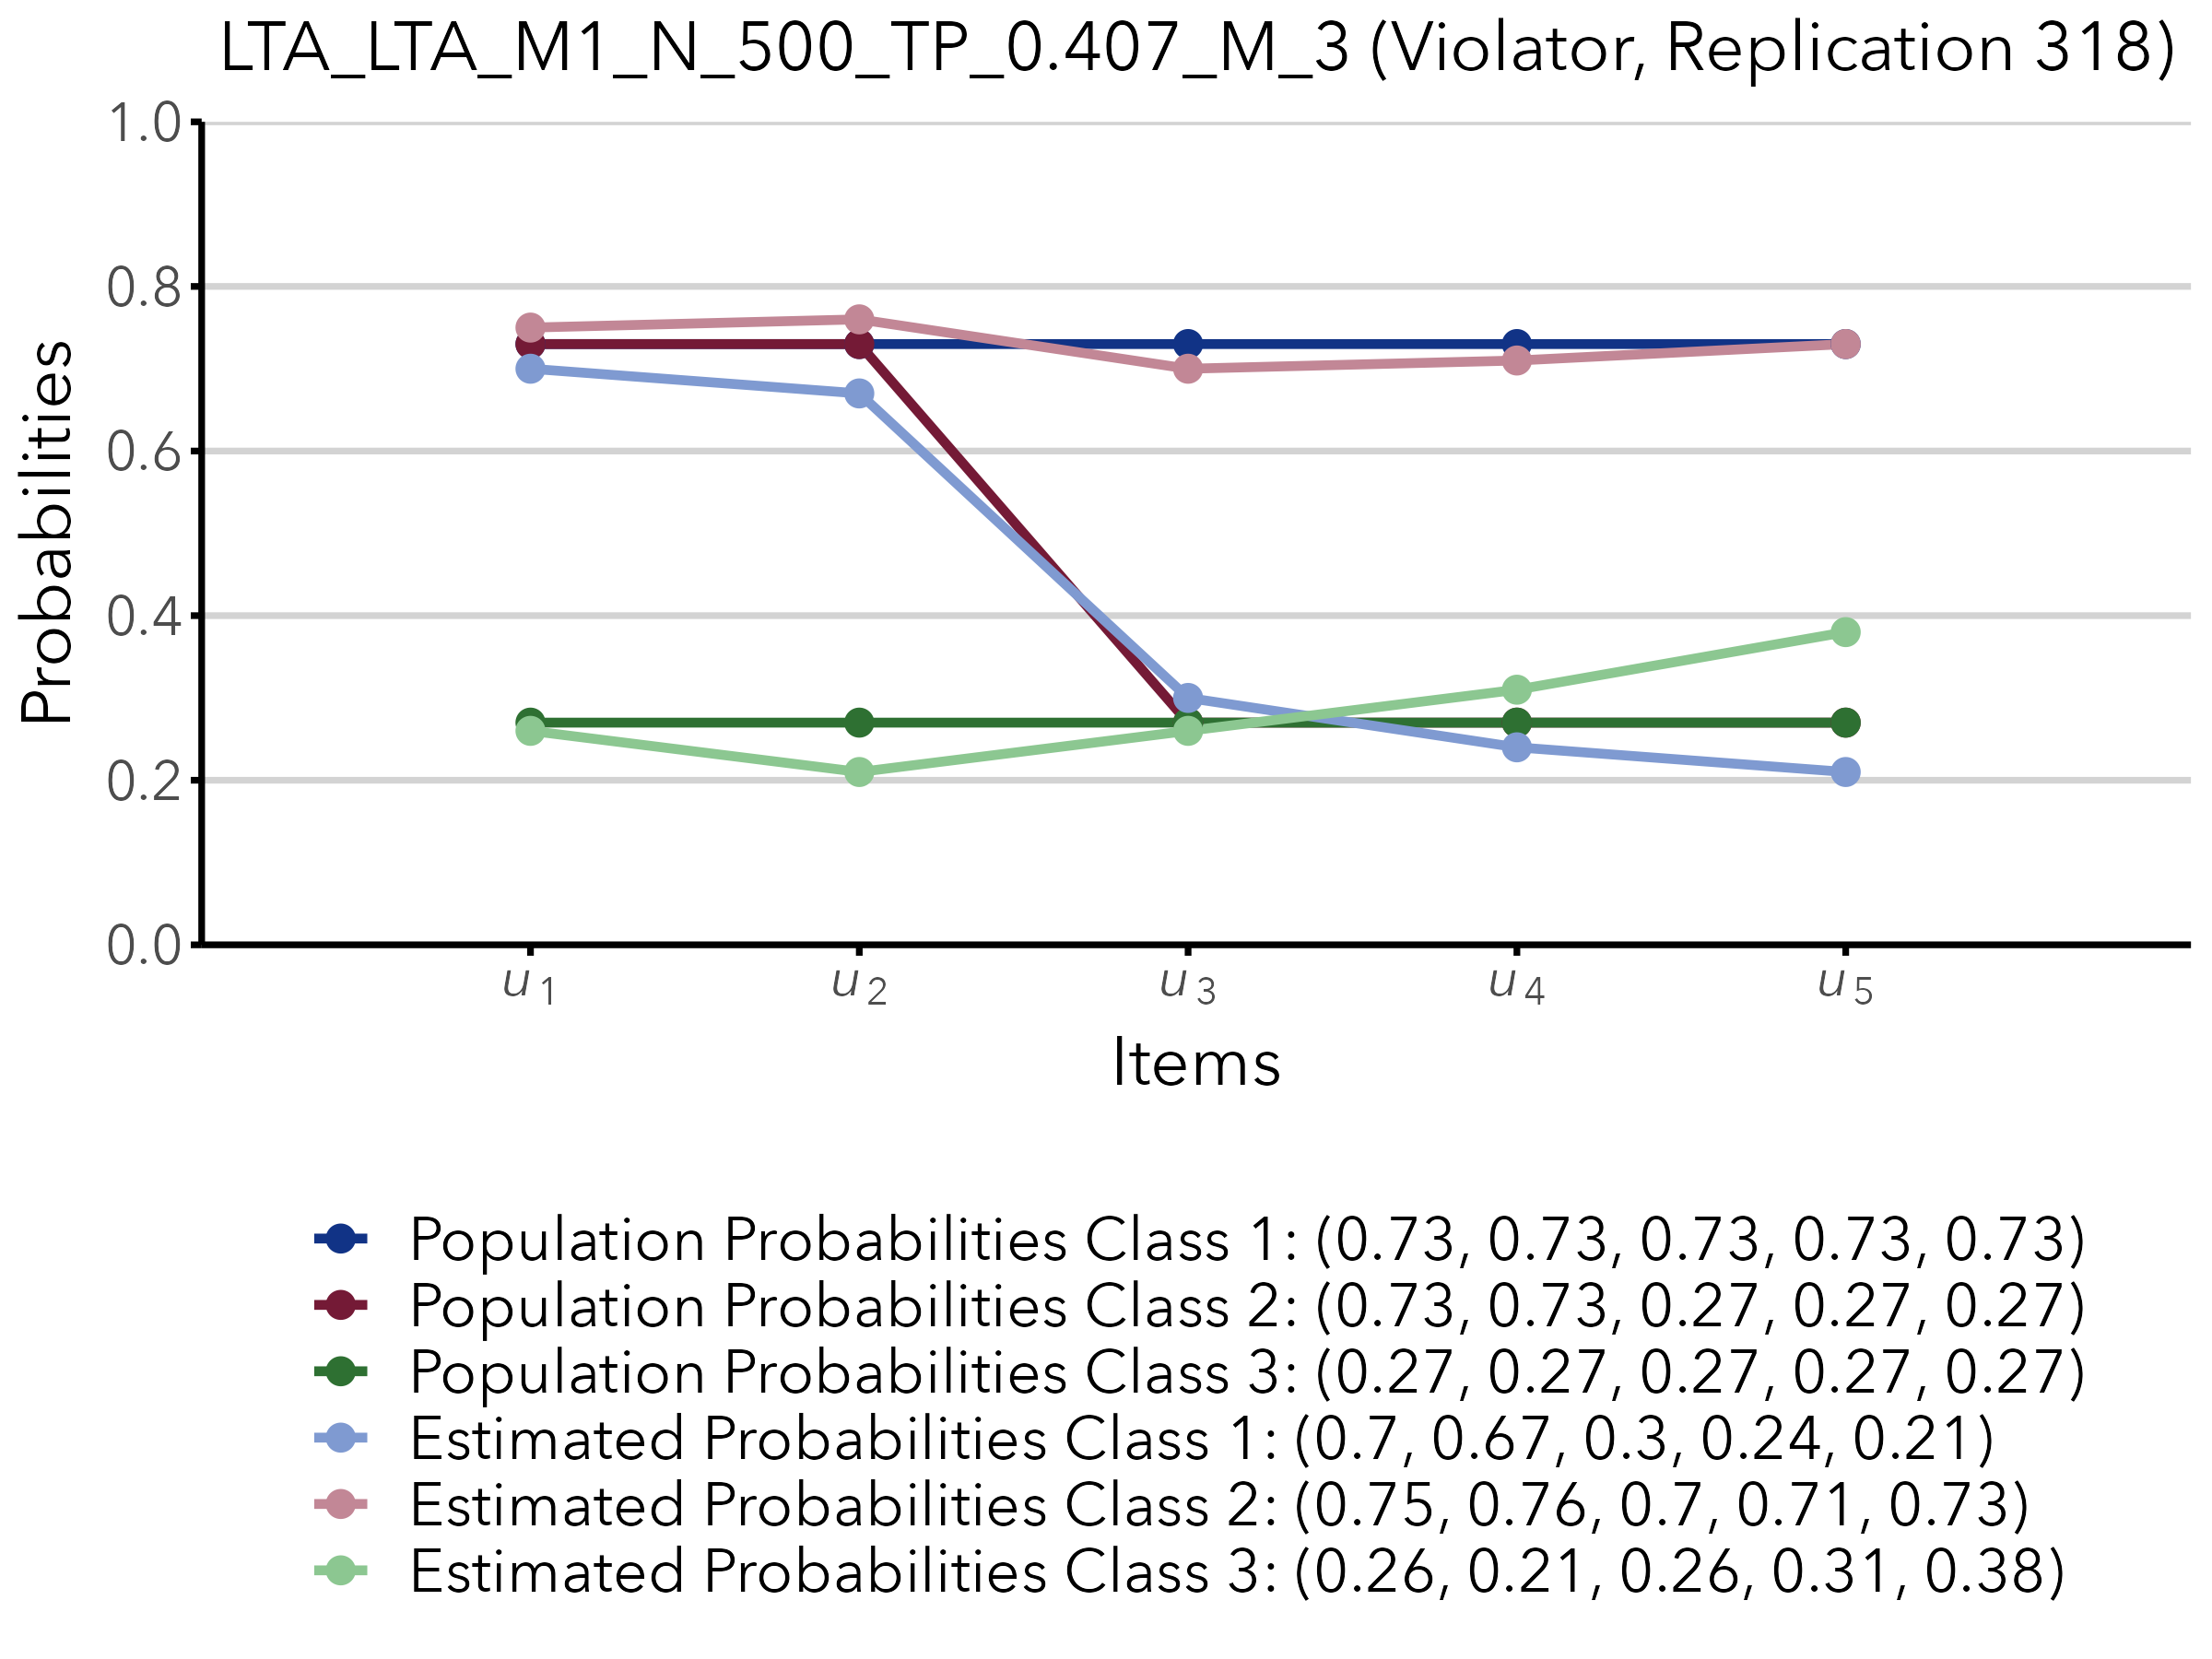 LTA_LTA_M1_N_500_TP_0.407_M_3 (Violator, Replication 318)
1.0
0.8
0.6
0.4
0.2
0.0
Probabilities
u1 u2 u3 u4 u5
Items
Population Probabilities Class 1: (0.73, 0.73, 0.73, 0.73, 0.73)
Population Probabilities Class 2: (0.73, 0.73, 0.27, 0.27, 0.27)
Population Probabilities Class 3: (0.27, 0.27, 0.27, 0.27, 0.27)
Estimated Probabilities Class 1: (0.7, 0.67, 0.3, 0.24, 0.21)
Estimated Probabilities Class 2: (0.75, 0.76, 0.7, 0.71, 0.73)
Estimated Probabilities Class 3: (0.26, 0.21, 0.26, 0.31, 0.38)